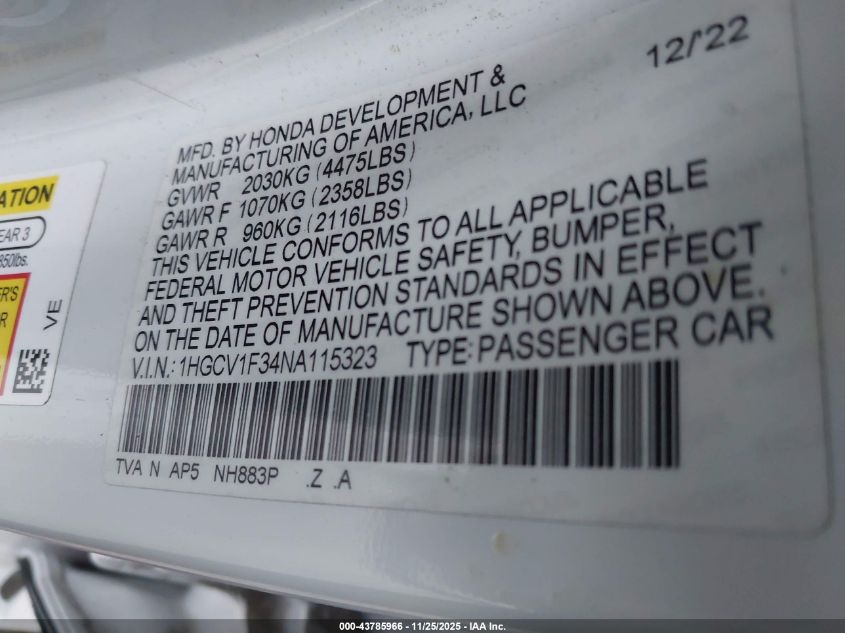 12/'22
MFD. BY HONDA DEVELOPMENT &
MANUFACTURING OF AMERICA, LLC
GVWR 2030KG (4475LBS)
GAWR F 1070KG (2358LBS)
GAWR R 960KG (2116LBS)
THIS VEHICLE CONFORMS TO ALL APPLICABLE
FEDERAL MOTOR VEHICLE SAFETY, BUMPER,
AND THEFT PREVENTION STANDARDS IN EFFECT
ON THE DATE OF MANUFACTURE SHOWN ABOVE.
V.I.N.: 1HGCV1F34NA115323 TYPE: PASSENGER CAR
TVA N AP5 NH883P .Z .A
VE
000-43785966 - 11/25/2025 - IAA Inc.